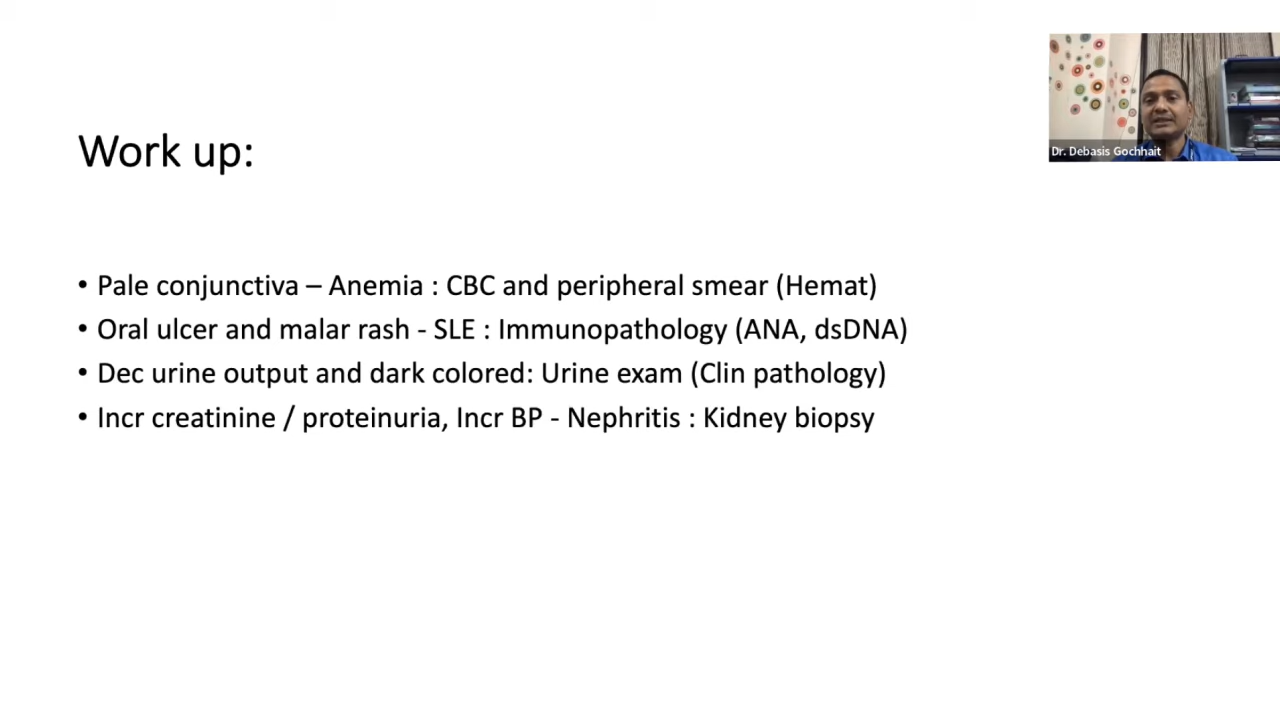 Dr. Debasis Gochhait
Work up:
• Pale conjunctiva – Anemia : CBC and peripheral smear (Hemat)
• Oral ulcer and malar rash - SLE : Immunopathology (ANA, dsDNA)
• Dec urine output and dark colored: Urine exam (Clin pathology)
• Incr creatinine / proteinuria, Incr BP - Nephritis : Kidney biopsy